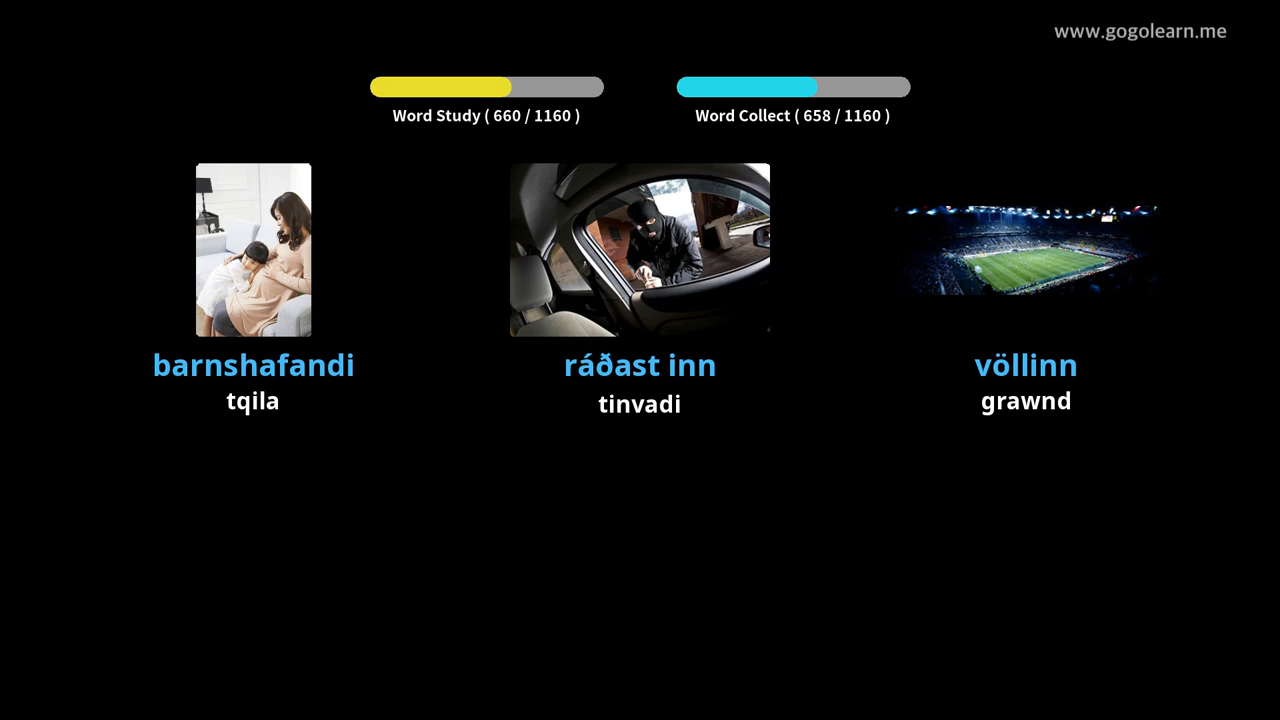 www.gogolearn.me
Word Study ( 660 / 1160 )
Word Collect ( 658 / 1160 )
barnshafandi
tqila
ráðast inn
tinvadi
völlinn
grawnd